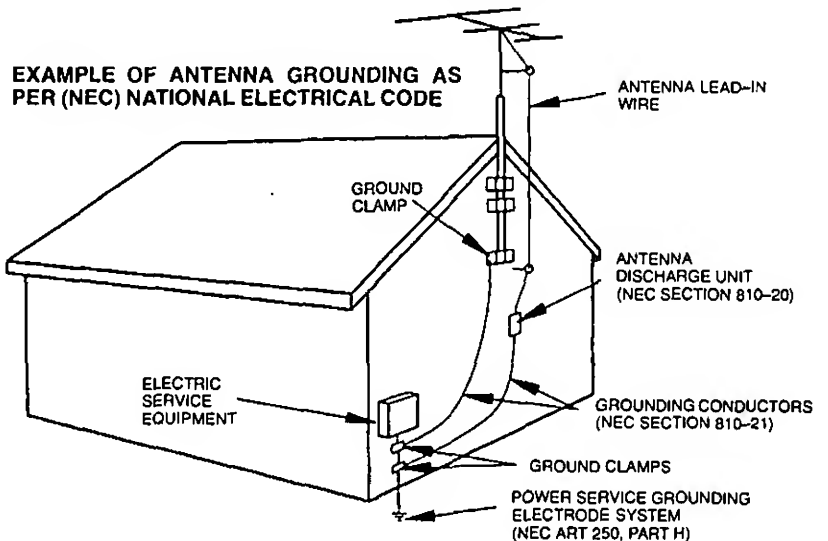 EXAMPLE OF ANTENNA GROUNDING AS
PER (NEC) NATIONAL ELECTRICAL CODE
ANTENNA LEAD-IN
WIRE
GROUND
CLAMP
ANTENNA
DISCHARGE UNIT
(NEC SECTION 810-20)
ELECTRIC
SERVICE
EQUIPMENT
GROUNDING CONDUCTORS
(NEC SECTION 810-21)
GROUND CLAMPS
POWER SERVICE GROUNDING
ELECTRODE SYSTEM
(NEC ART 250, PART H)